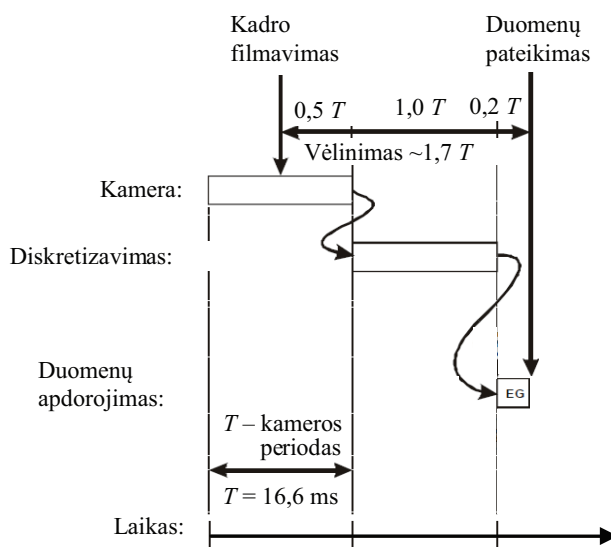 Kadro
filmavimas
Duomenų
pateikimas
0,5 T
1,0 T
0,2 T
Vėlinimas ~1,7 T
Kamera:
Diskretizavimas:
Duomenų
apdorojimas:
EG
T – kameros
periodas
T = 16,6 ms
Laikas: